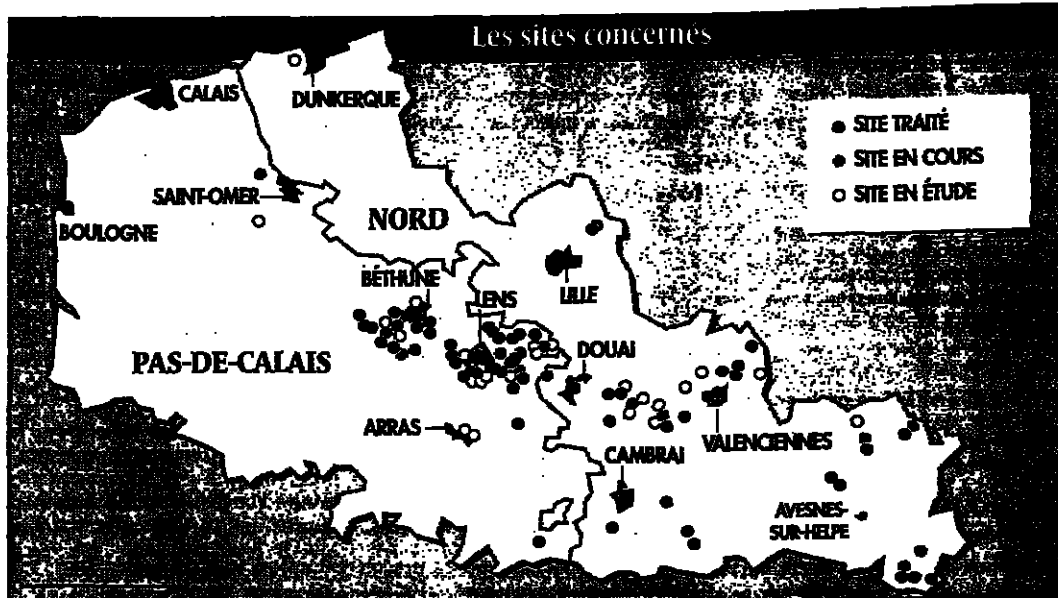 Les sites concernés
CALAIS
DUNKERQUE
SITE TRAITÉ
SITE EN COURS
SITE EN ÉTUDE
SAINT-OMER
NORD
BOULOGNE
BÉTHUNE
LENS
LILLE
PAS-DE-CALAIS
DOUAI
ARRAS
VALENCIENNES
CAMBRAI
AVESNES-
SUR-HELPE